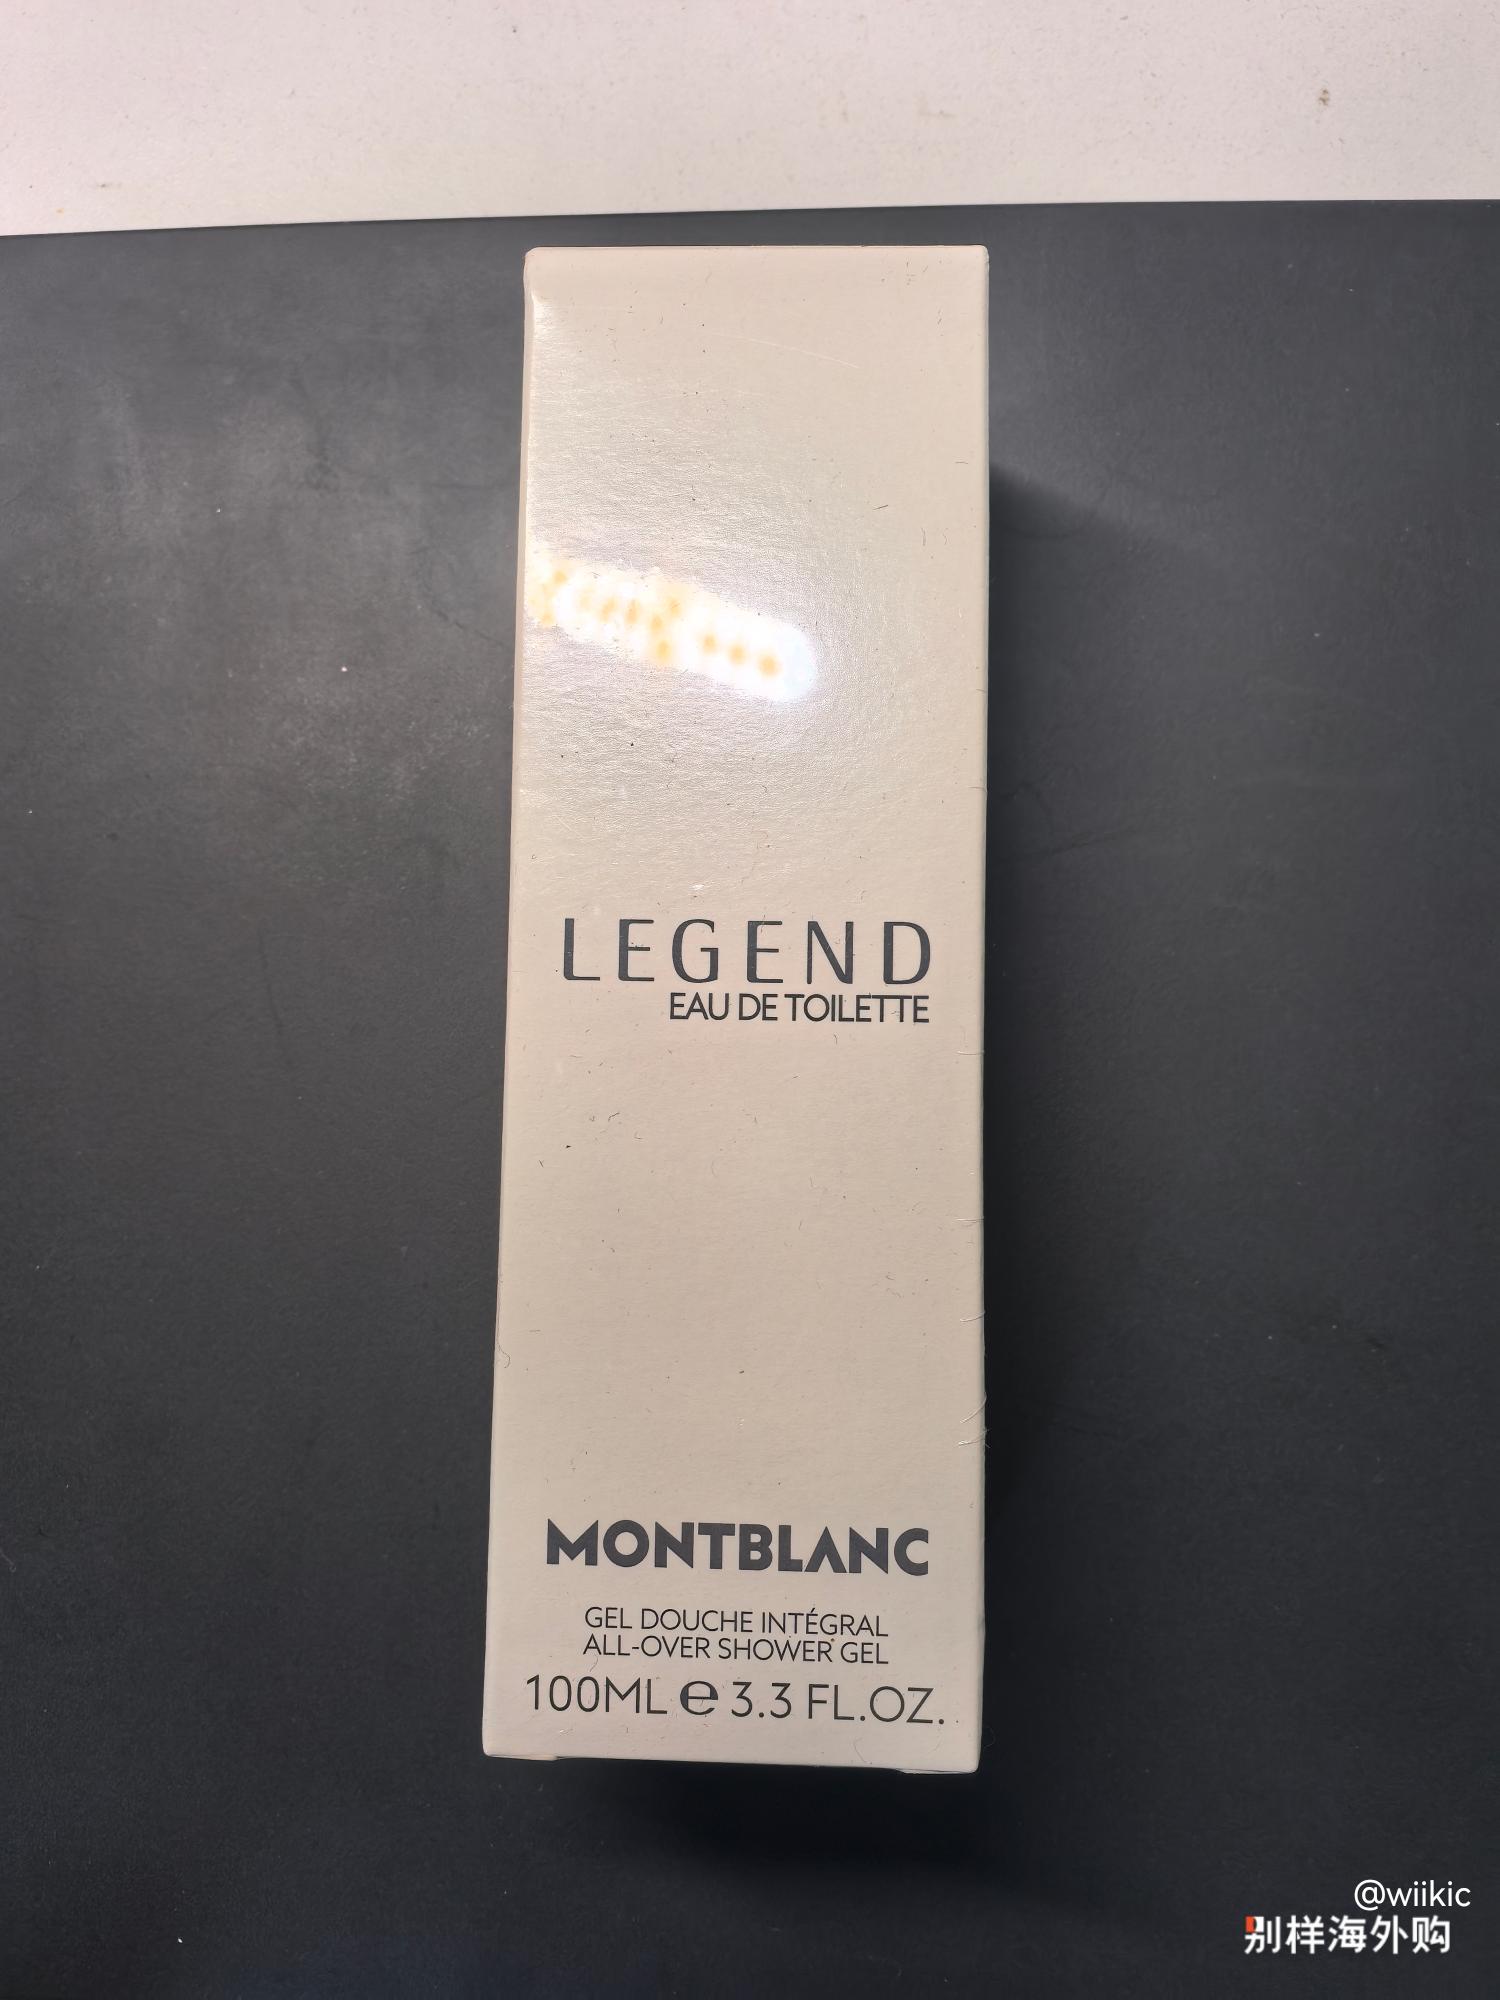 LEGEND
EAU DE TOILETTE
MONTBLANC
GEL DOUCHE INTÉGRAL
ALL-OVER SHOWER GEL
100ML e 3.3 FL.OZ.
@wiikic
别样海外购